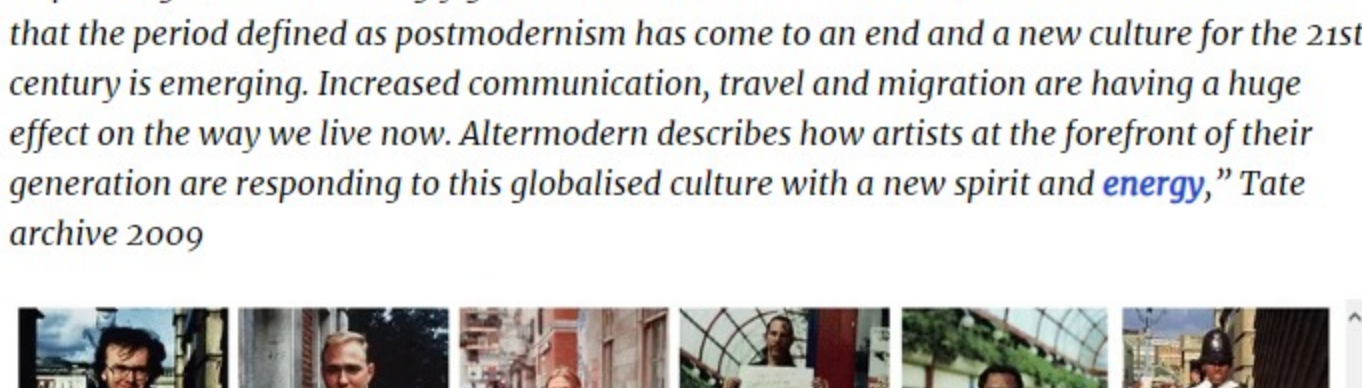 that the period defined as postmodernism has come to an end and a new culture for the 21st
century is emerging. Increased communication, travel and migration are having a huge
effect on the way we live now. Altermodern describes how artists at the forefront of their
generation are responding to this globalised culture with a new spirit and energy,” Tate
archive 2009